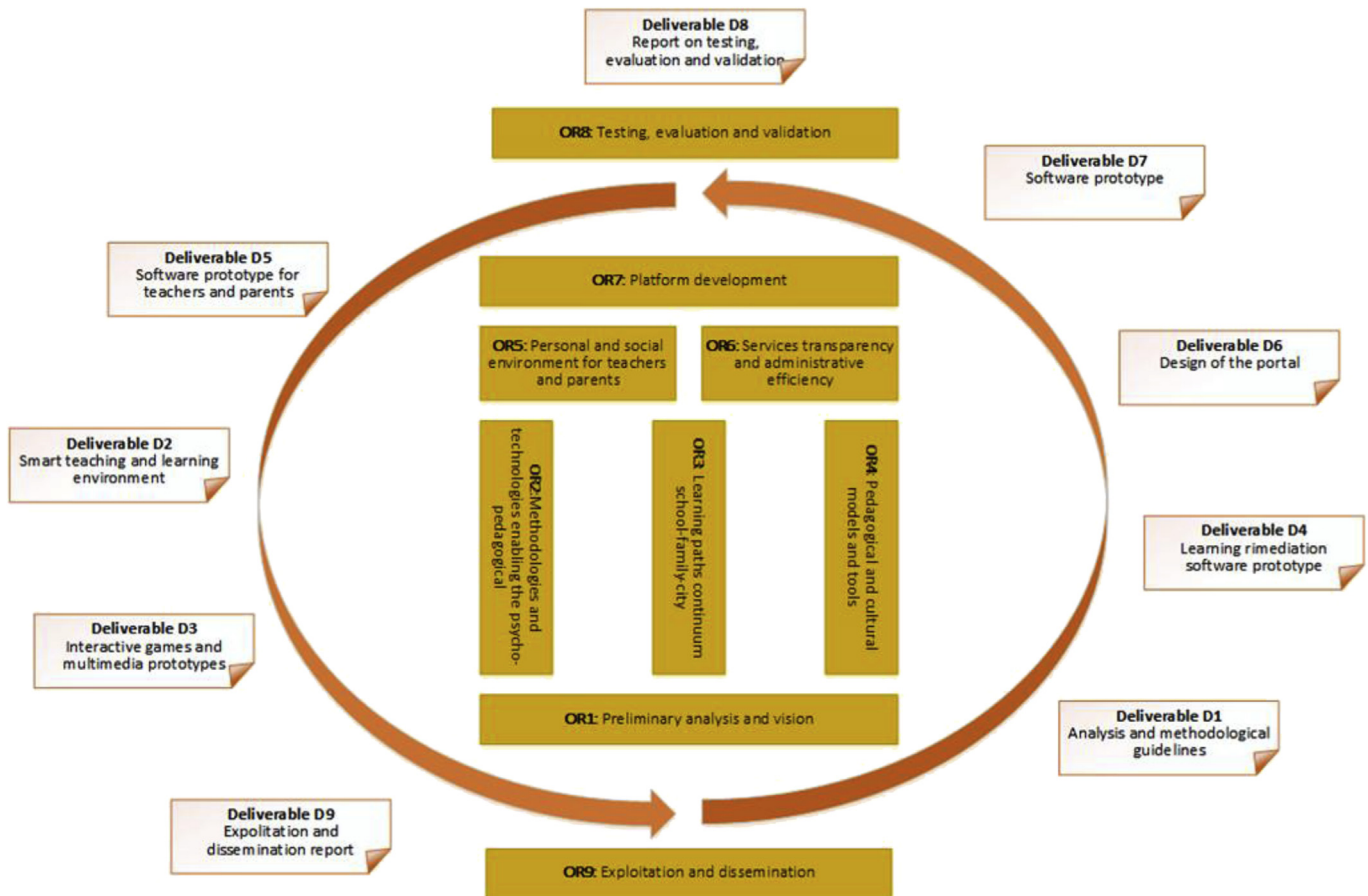 Deliverable D8
Report on testing,
evaluation and validation
OR8: Testing, evaluation and validation
Deliverable D7
Software prototype
Deliverable D5
Software prototype for
teachers and parents
OR7: Platform development
OR5: Personal and social
environment for teachers
and parents
OR6: Services transparency
and administrative
efficiency
Deliverable D6
Design of the portal
Deliverable D2
Smart teaching and learning
environment
OR2:Methodologies and
technologies enabling the psycho-
pedagogical
OR3: Learning paths continuum
school-family-city
OR4: Pedagogical and cultural
models and tools
Deliverable D4
Learning rimediation
software prototype
Deliverable D3
Interactive games and
multimedia prototypes
OR1: Preliminary analysis and vision
Deliverable D1
Analysis and methodological
guidelines
Deliverable D9
Expolitation and
dissemination report
OR9: Exploitation and dissemination